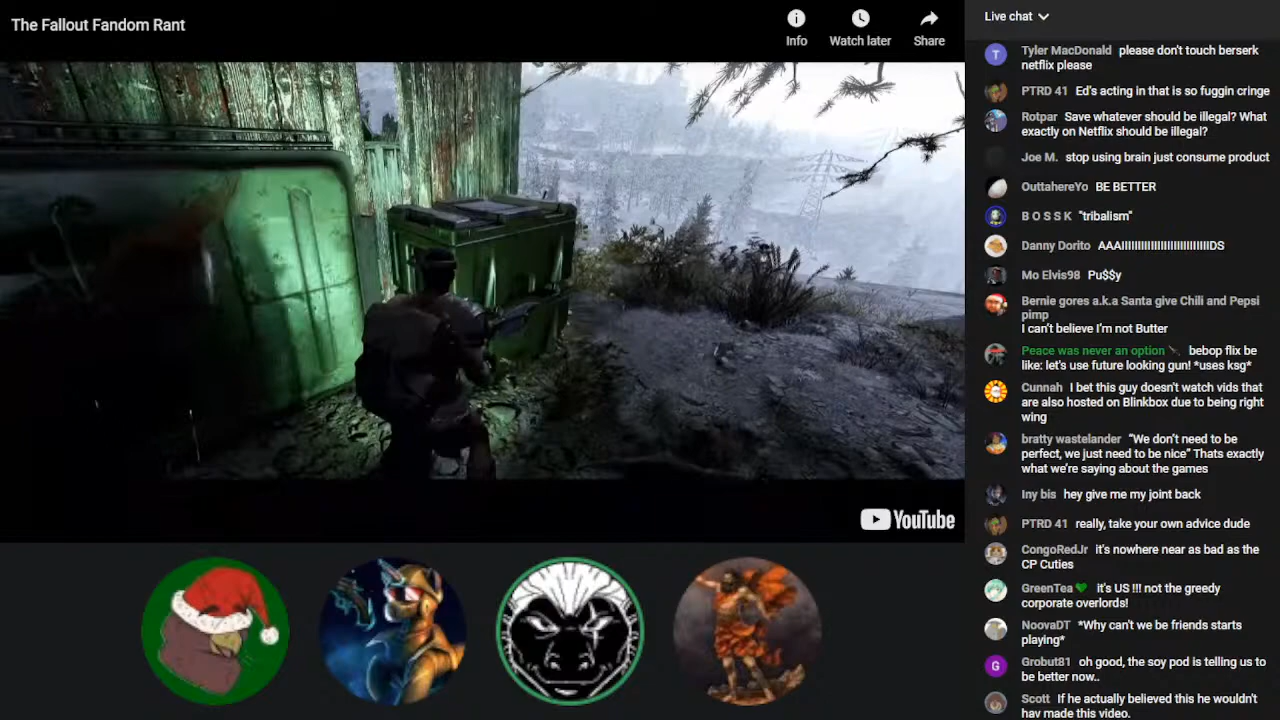 The Fallout Fandom Rant
Info
Watch later
Share
YouTube
Live chat
Tyler MacDonald please don't touch berserk
netflix please
PTRD 41 Ed's acting in that is so fuggin cringe
Rotpar Save whatever should be illegal? What
exactly on Netflix should be illegal?
Joe M. stop using brain just consume product
OuttahereYo BE BETTER
B O S S K "tribalism"
Danny Dorito AAAIIIIIIIIIIIIIIIIIIIIIIIIIIIIDS
Mo Elvis98 Pu$$y
Bernie gores a.k.a Santa give Chili and Pepsi
pimp
I can't believe I'm not Butter
Peace was never an option bebop flix be
like: let's use future looking gun! *uses ksg*
Cunnah I bet this guy doesn't watch vids that
are also hosted on Blinkbox due to being right
wing
bratty wastelander “We don't need to be
perfect, we just need to be nice” Thats exactly
what we're saying about the games
Iny bis hey give me my joint back
PTRD 41 really, take your own advice dude
CongoRedJr it's nowhere near as bad as the
CP Cuties
GreenTea💚 it's US !!! not the greedy
corporate overlords!
NoovaDT *Why can't we be friends starts
playing*
T
G
Grobut81 oh good, the soy pod is telling us to
be better now..
Scott If he actually believed this he wouldn't
hav made this video.